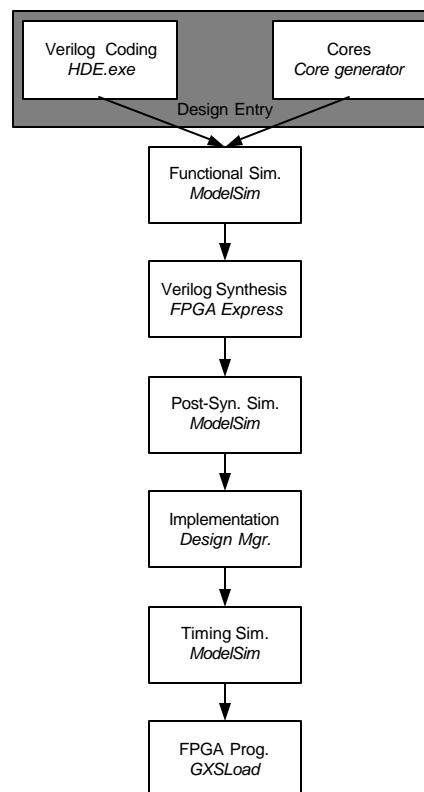 Verilog Coding
HDE.exe
Cores
Core generator
Design Entry
Functional Sim.
ModelSim
Verilog Synthesis
FPGA Express
Post-Syn. Sim.
ModelSim
Implementation
Design Mgr.
Timing Sim.
ModelSim
FPGA Prog.
GXSLoad